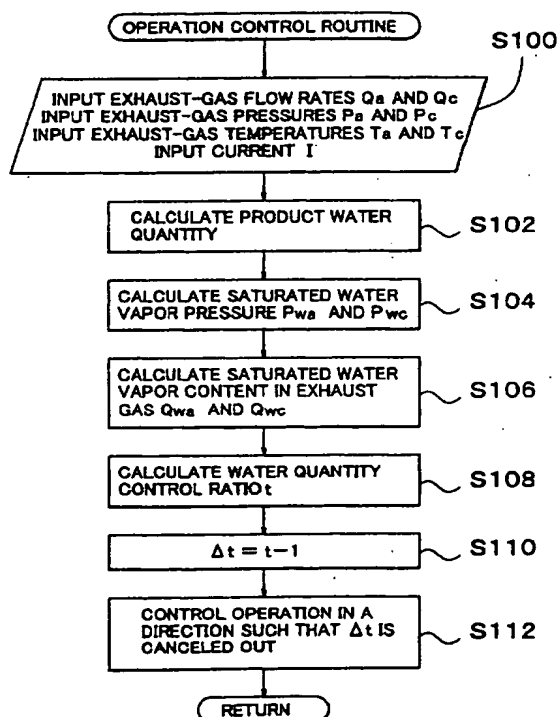 OPERATION CONTROL ROUTINE
S100
INPUT EXHAUST-GAS FLOW RATES Qa AND Qc
INPUT EXHAUST-GAS PRESSURES Pa AND Pc
INPUT EXHAUST-GAS TEMPERATURES Ta AND Tc
INPUT CURRENT I
CALCULATE PRODUCT WATER
QUANTITY
S102
CALCULATE SATURATED WATER
VAPOR PRESSURE Pwa AND Pwc
S104
CALCULATE SATURATED WATER
VAPOR CONTENT IN EXHAUST
GAS Qwa AND Qwc
S106
CALCULATE WATER QUANTITY
CONTROL RATIO t
S108
Δt = t-1
S110
CONTROL OPERATION IN A
DIRECTION SUCH THAT Δt IS
CANCELED OUT
S112
RETURN